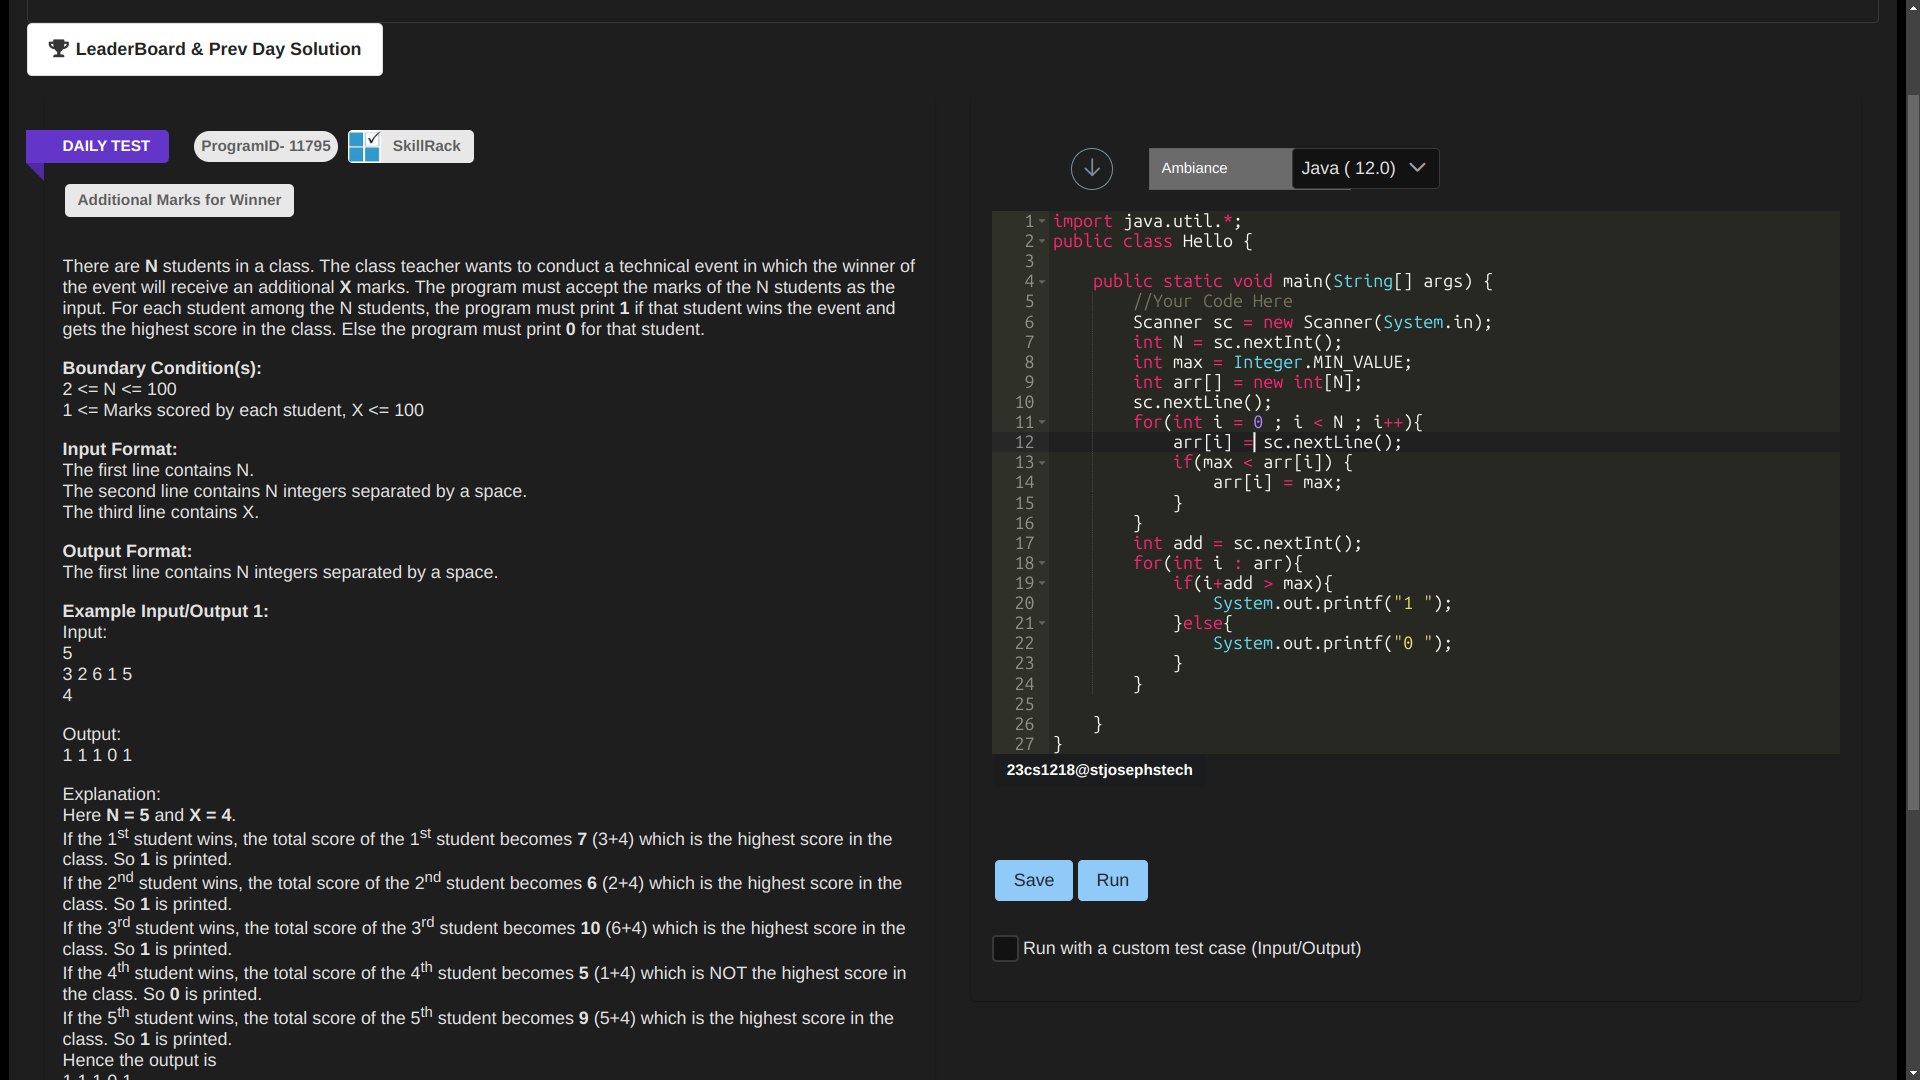 LeaderBoard & Prev Day Solution
DAILY TEST
ProgramID- 11795
SkillRack
Additional Marks for Winner
There are N students in a class. The class teacher wants to conduct a technical event in which the winner of
the event will receive an additional X marks. The program must accept the marks of the N students as the
input. For each student among the N students, the program must print 1 if that student wins the event and
gets the highest score in the class. Else the program must print 0 for that student.
Boundary Condition(s):
2 <= N <= 100
1 <= Marks scored by each student, X <= 100
Input Format:
The first line contains N.
The second line contains N integers separated by a space.
The third line contains X.
Output Format:
The first line contains N integers separated by a space.
Example Input/Output 1:
Input:
5
3 2 6 1 5
4
Output:
1 1 1 0 1
Explanation:
Here N = 5 and X = 4.
If the 1st student wins, the total score of the 1st student becomes 7 (3+4) which is the highest score in the
class. So 1 is printed.
If the 2nd student wins, the total score of the 2nd student becomes 6 (2+4) which is the highest score in the
class. So 1 is printed.
If the 3rd student wins, the total score of the 3rd student becomes 10 (6+4) which is the highest score in the
class. So 1 is printed.
If the 4th student wins, the total score of the 4th student becomes 5 (1+4) which is NOT the highest score in
the class. So 0 is printed.
If the 5th student wins, the total score of the 5th student becomes 9 (5+4) which is the highest score in the
class. So 1 is printed.
Hence the output is
1 1 1 0 1
Ambiance
Java ( 12.0)
1 import java.util.*;
2 public class Hello {
3
4     public static void main(String[] args) {
5         //Your Code Here
6         Scanner sc = new Scanner(System.in);
7         int N = sc.nextInt();
8         int max = Integer.MIN_VALUE;
9         int arr[] = new int[N];
10         sc.nextLine();
11         for(int i = 0 ; i < N ; i++){
12             arr[i] = sc.nextLine();
13             if(max < arr[i]) {
14                 arr[i] = max;
15             }
16         }
17         int add = sc.nextInt();
18         for(int i : arr){
19             if(i+add > max){
20                 System.out.printf("1 ");
21             }else{
22                 System.out.printf("0 ");
23             }
24         }
25
26     }
27 }
23cs1218@stjosephstech
Save
Run
Run with a custom test case (Input/Output)